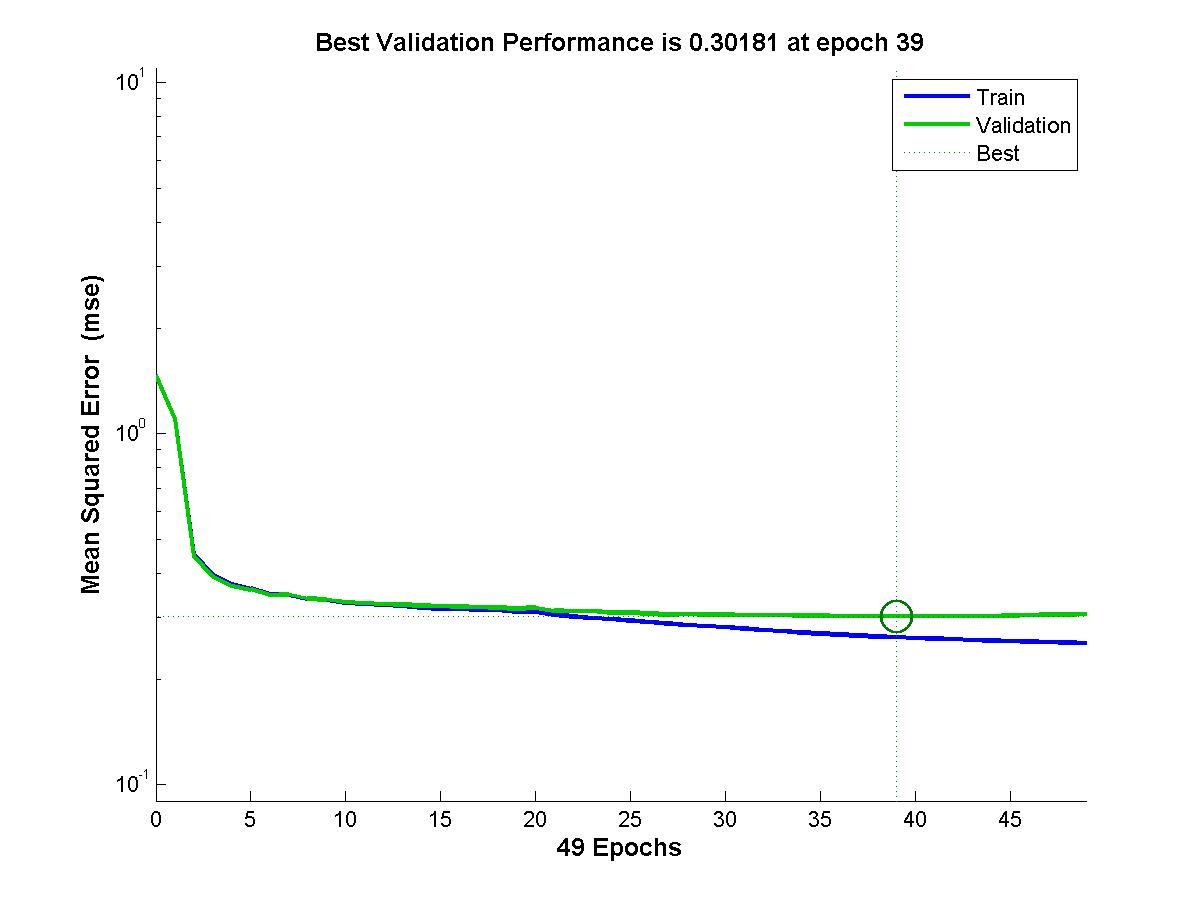 Best Validation Performance is 0.30181 at epoch 39
Train
Validation
Best
Mean Squared Error (mse)
10^1
10^0
10^-1
0 5 10 15 20 25 30 35 40 45
49 Epochs